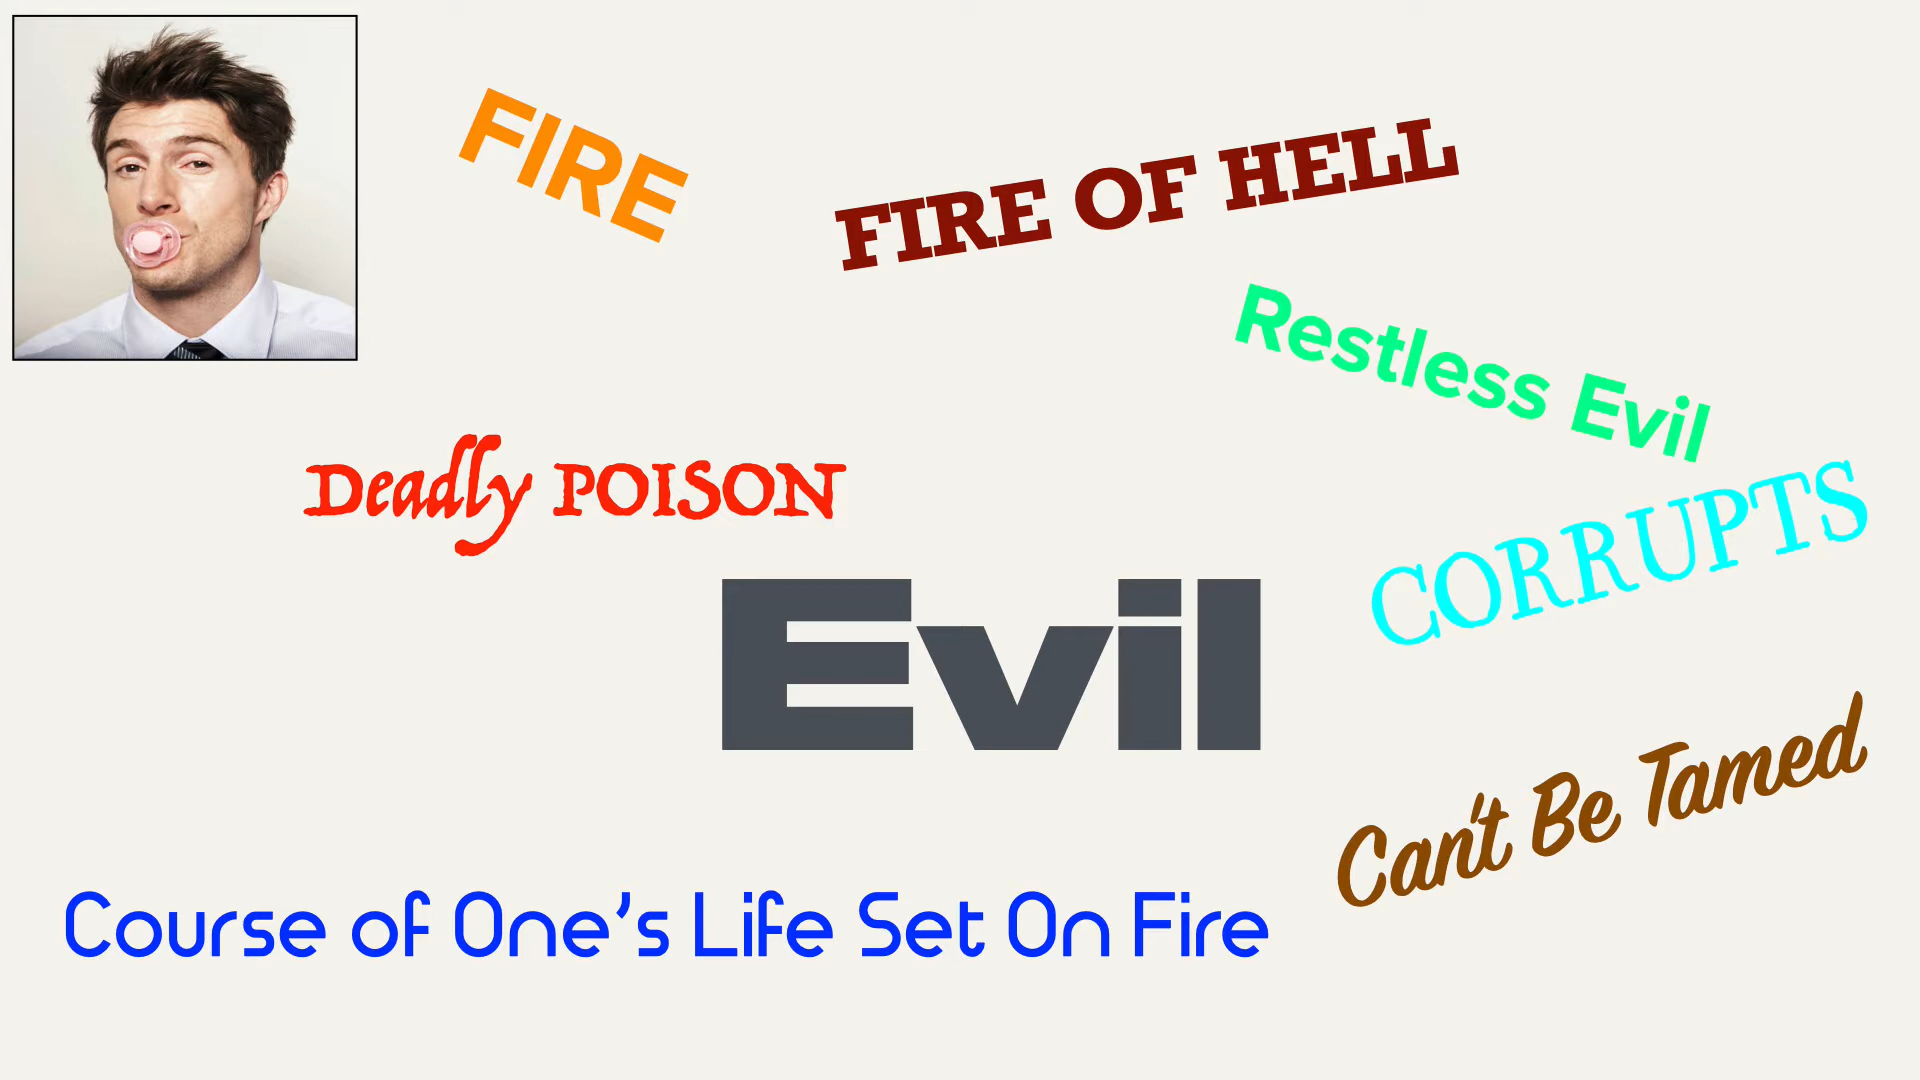 FIRE
FIRE OF HELL
Restless Evil
Deadly POISON
CORRUPTS
Evil
Can't Be Tamed
Course of One's Life Set On Fire